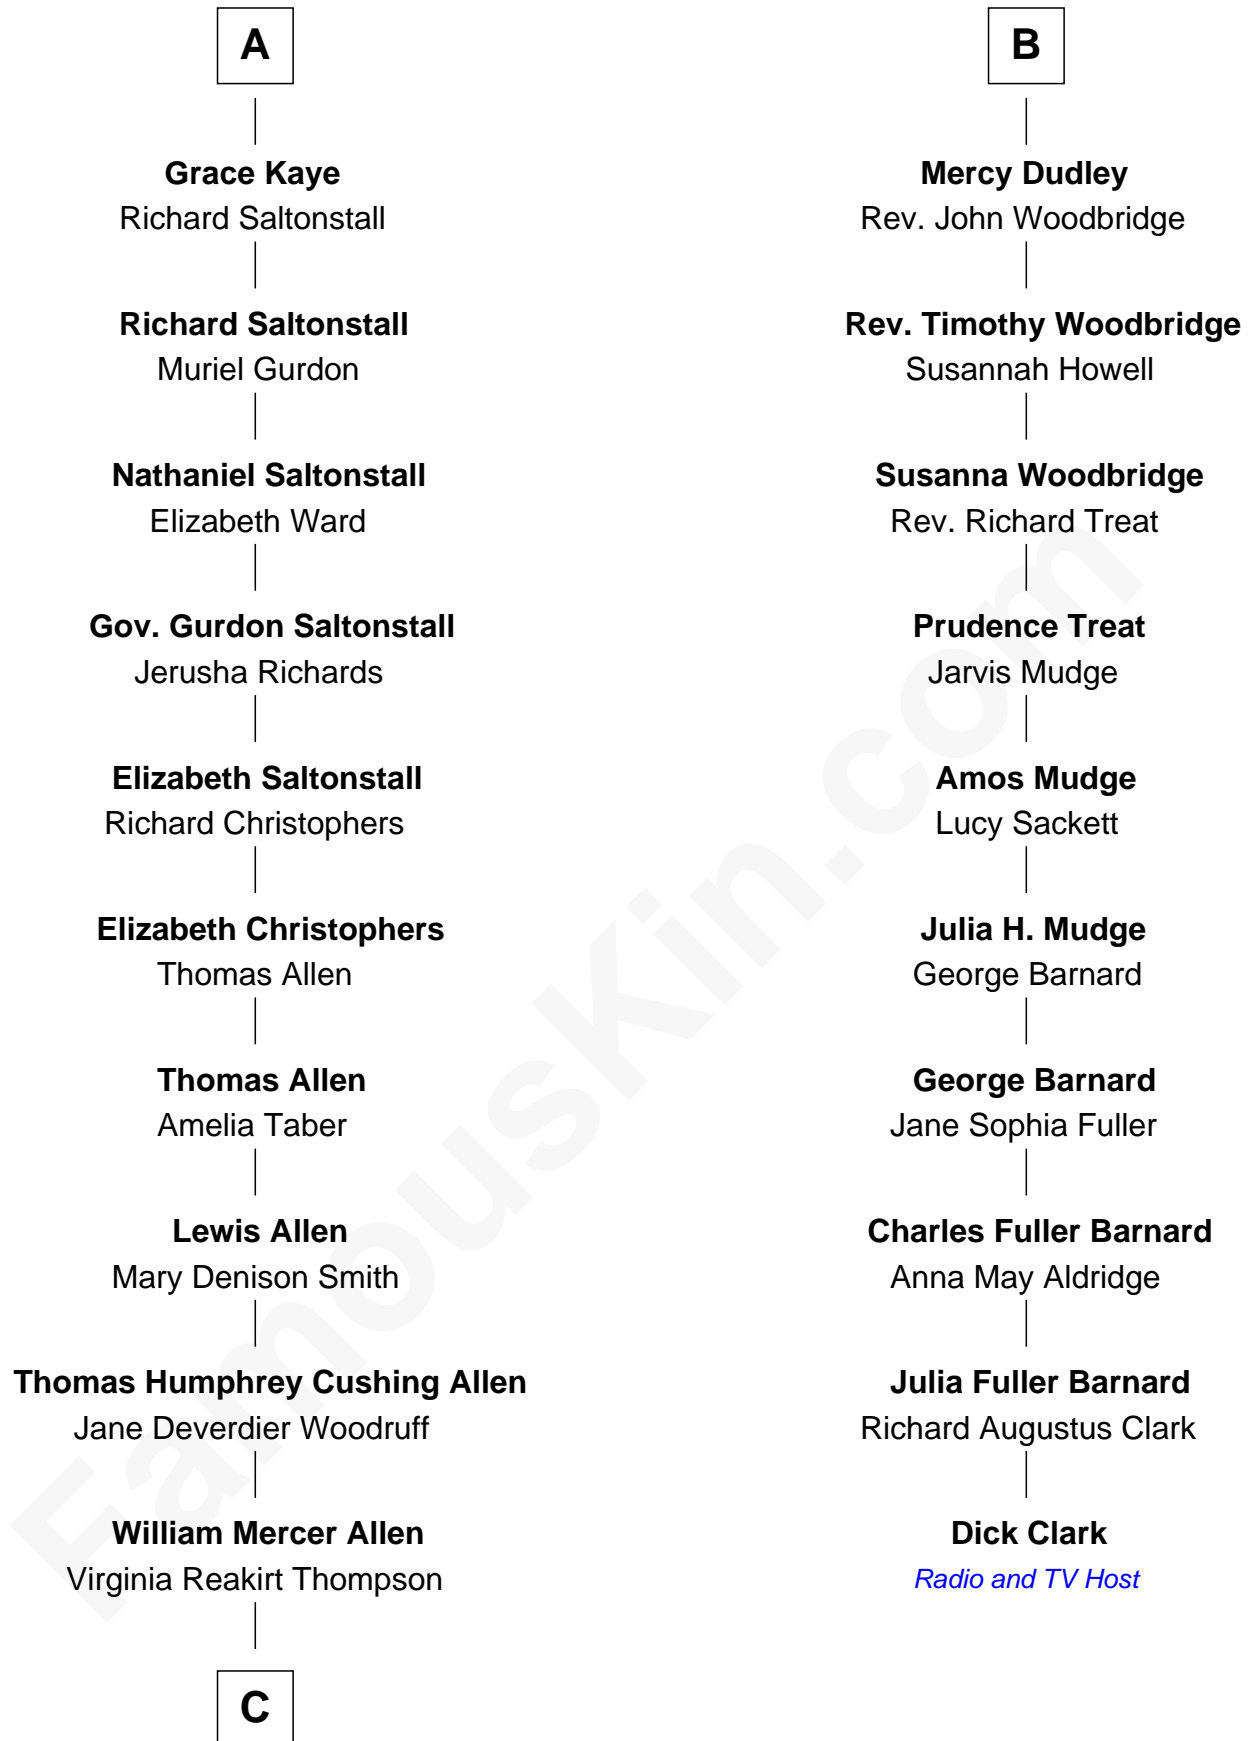 A
Grace Kaye
Richard Saltonstall
Richard Saltonstall
Muriel Gurdon
Nathaniel Saltonstall
Elizabeth Ward
Gov. Gurdon Saltonstall
Jerusha Richards
Elizabeth Saltonstall
Richard Christophers
Elizabeth Christophers
Thomas Allen
Thomas Allen
Amelia Taber
Lewis Allen
Mary Denison Smith
Thomas Humphrey Cushing Allen
Jane Deverdier Woodruff
William Mercer Allen
Virginia Reakirt Thompson
C
B
Mercy Dudley
Rev. John Woodbridge
Rev. Timothy Woodbridge
Susannah Howell
Susanna Woodbridge
Rev. Richard Treat
Prudence Treat
Jarvis Mudge
Amos Mudge
Lucy Sackett
Julia H. Mudge
George Barnard
George Barnard
Jane Sophia Fuller
Charles Fuller Barnard
Anna May Aldridge
Julia Fuller Barnard
Richard Augustus Clark
Dick Clark
Radio and TV Host
FamousKin.com